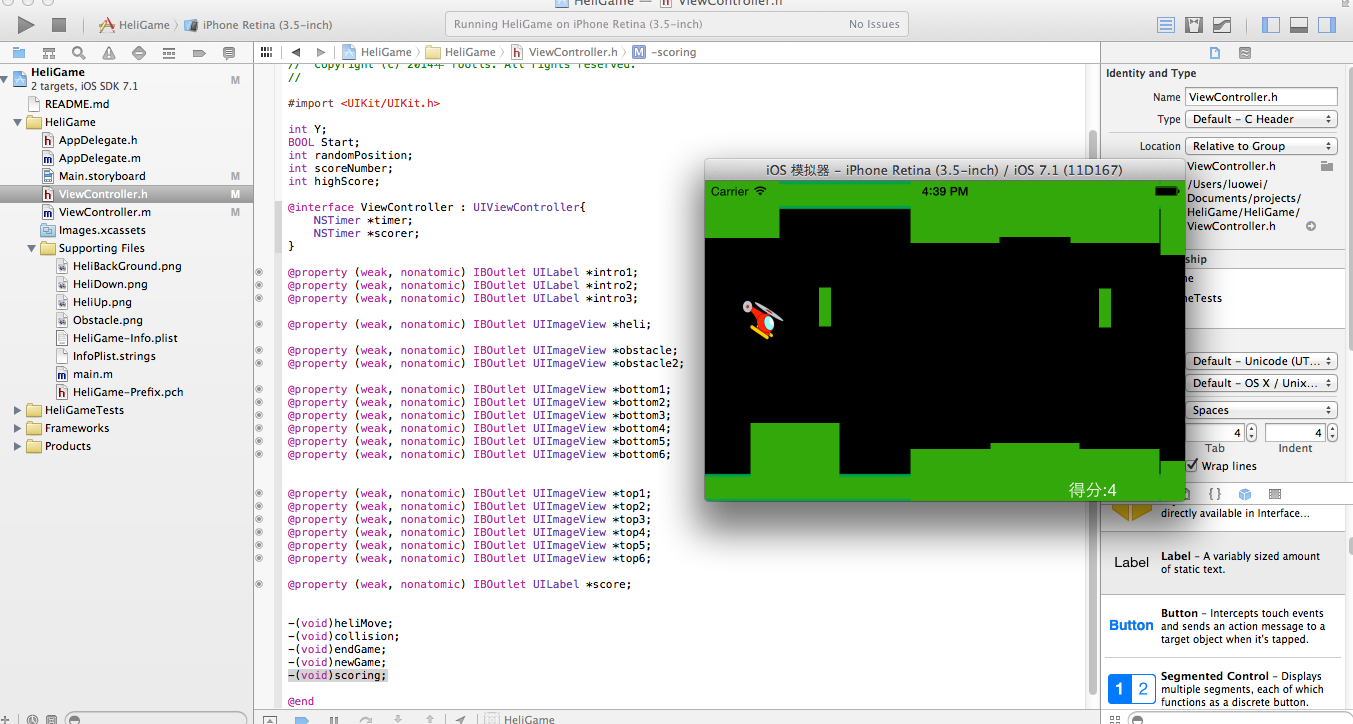 HeliGame — ViewController.h
HeliGame 〉 iPhone Retina (3.5-inch)
Running HeliGame on iPhone Retina (3.5-inch)
No Issues
HeliGame 〉 HeliGame 〉 ViewController.h 〉 M -scoring
HeliGame M
2 targets, iOS SDK 7.1
README.md
HeliGame
AppDelegate.h
AppDelegate.m
Main.storyboard M
ViewController.h M
ViewController.m M
Images.xcassets
Supporting Files
HeliBackGround.png
HeliDown.png
HeliUp.png
Obstacle.png
HeliGame-Info.plist
InfoPlist.strings
main.m
HeliGame-Prefix.pch
HeliGameTests
Frameworks
Products
//  Copyright (c) 2014年 rootls. All rights reserved.
//
#import <UIKit/UIKit.h>
int Y;
BOOL Start;
int randomPosition;
int scoreNumber;
int highScore;
@interface ViewController : UIViewController{
NSTimer *timer;
NSTimer *scorer;
}
@property (weak, nonatomic) IBOutlet UILabel *intro1;
@property (weak, nonatomic) IBOutlet UILabel *intro2;
@property (weak, nonatomic) IBOutlet UILabel *intro3;
@property (weak, nonatomic) IBOutlet UIImageView *heli;
@property (weak, nonatomic) IBOutlet UIImageView *obstacle;
@property (weak, nonatomic) IBOutlet UIImageView *obstacle2;
@property (weak, nonatomic) IBOutlet UIImageView *bottom1;
@property (weak, nonatomic) IBOutlet UIImageView *bottom2;
@property (weak, nonatomic) IBOutlet UIImageView *bottom3;
@property (weak, nonatomic) IBOutlet UIImageView *bottom4;
@property (weak, nonatomic) IBOutlet UIImageView *bottom5;
@property (weak, nonatomic) IBOutlet UIImageView *bottom6;
@property (weak, nonatomic) IBOutlet UIImageView *top1;
@property (weak, nonatomic) IBOutlet UIImageView *top2;
@property (weak, nonatomic) IBOutlet UIImageView *top3;
@property (weak, nonatomic) IBOutlet UIImageView *top4;
@property (weak, nonatomic) IBOutlet UIImageView *top5;
@property (weak, nonatomic) IBOutlet UIImageView *top6;
@property (weak, nonatomic) IBOutlet UILabel *score;
-(void)heliMove;
-(void)collision;
-(void)endGame;
-(void)newGame;
-(void)scoring;
@end
HeliGame
iOS 模拟器 - iPhone Retina (3.5-inch) / iOS 7.1 (11D167)
Carrier
4:39 PM
得分:4
Identity and Type
Name ViewController.h
Type Default - C Header
Location Relative to Group
ViewController.h
/Users/luowei/
Documents/projects/
HeliGame/HeliGame/
ViewController.h
ship
Default - Unicode (UT...
Default - OS X / Unix...
Spaces
4 4
Tab Indent
Wrap lines
directly available in Interface...
Label
Label - A variably sized amount
of static text.
Button
Button - Intercepts touch events
and sends an action message to a
target object when it's tapped.
1 2
Segmented Control - Displays
multiple segments, each of which
functions as a discrete button.